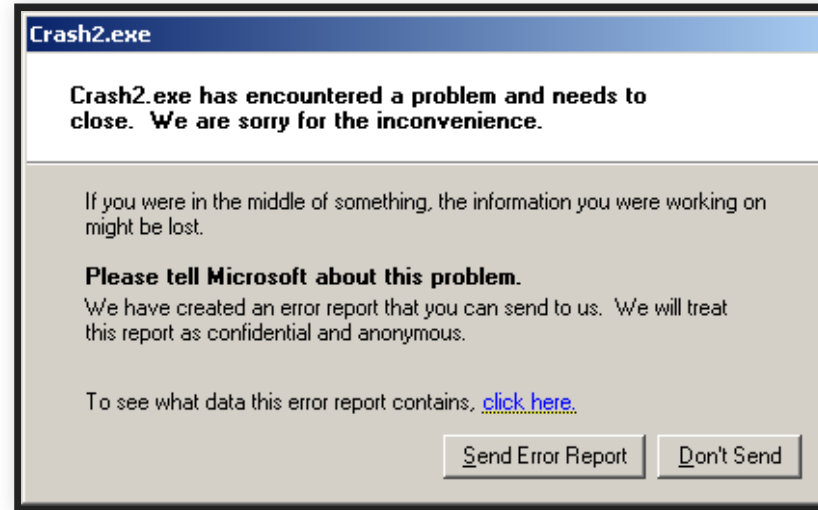 Crash2.exe
Crash2.exe has encountered a problem and needs to
close.  We are sorry for the inconvenience.
If you were in the middle of something, the information you were working on
might be lost.
Please tell Microsoft about this problem.
We have created an error report that you can send to us.  We will treat
this report as confidential and anonymous.
To see what data this error report contains, click here.
Send Error Report Don't Send